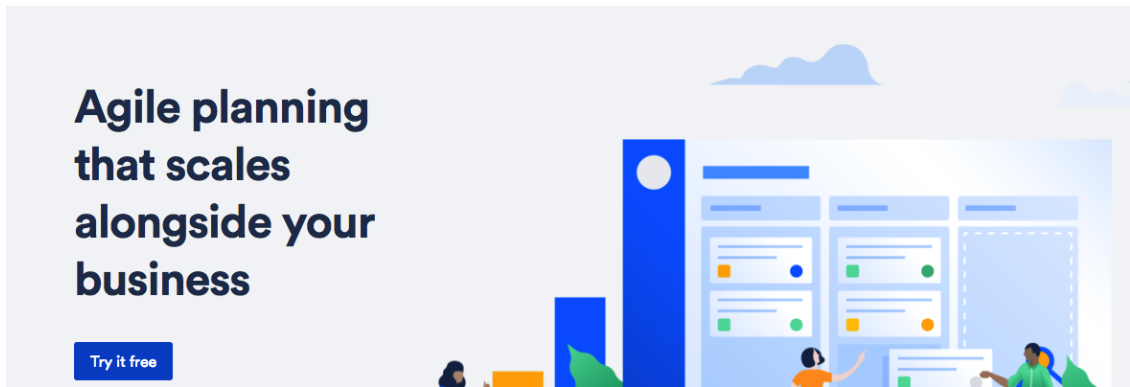 Agile planning
that scales
alongside your
business
Try it free